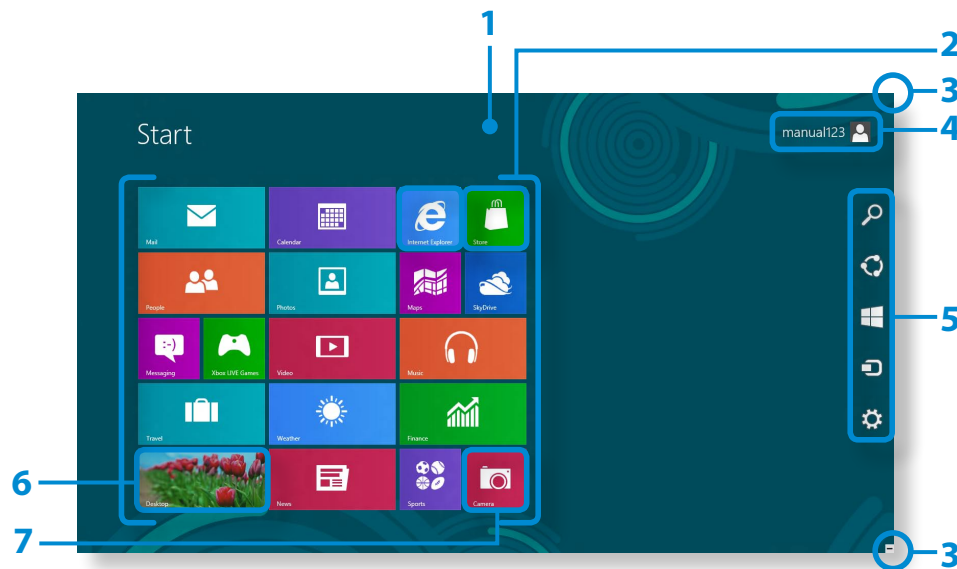 1
2
3
Start
manual123
4
Mail
Calendar
Internet Explorer
Store
People
Photos
Maps
SkyDrive
5
:-)
Messaging
Xbox LIVE Games
Video
Music
Travel
Weather
Finance
6
Desktop
News
Sports
Camera
7
3